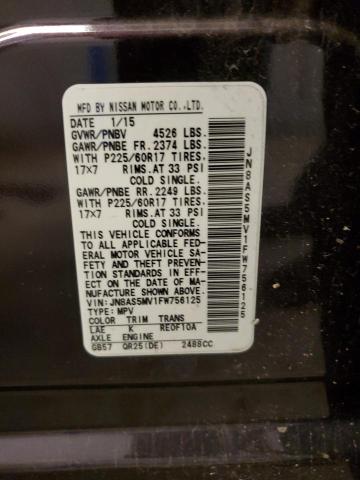 MFD BY NISSAN MOTOR CO.,LTD.
DATE 1/15
GVWR/PNBV 4526 LBS.
GAWR/PNBE FR.2374 LBS.
WITH P225/60R17 TIRES.
17×7 RIMS.AT 33 PSI
COLD SINGLE.
GAWR/PNBE RR.2249 LBS.
WITH P225/60R17 TIRES.
17×7 RIMS.AT 33 PSI
COLD SINGLE.
THIS VEHICLE CONFORMS
TO ALL APPLICABLE FED-
ERAL MOTOR VEHICLE SA-
FETY AND THEFT PREVEN-
TION STANDARDS IN EFF-
ECT ON THE DATE OF MA-
NUFACTURE SHOWN ABOVE.
VIN: JN8AS5MV1FW756125
TYPE: MPV
COLOR TRIM TRANS
LAE K RE0F10A
AXLE ENGINE
GB57 QR25(DE) 2488CC
JN8AS5MV1FW756125